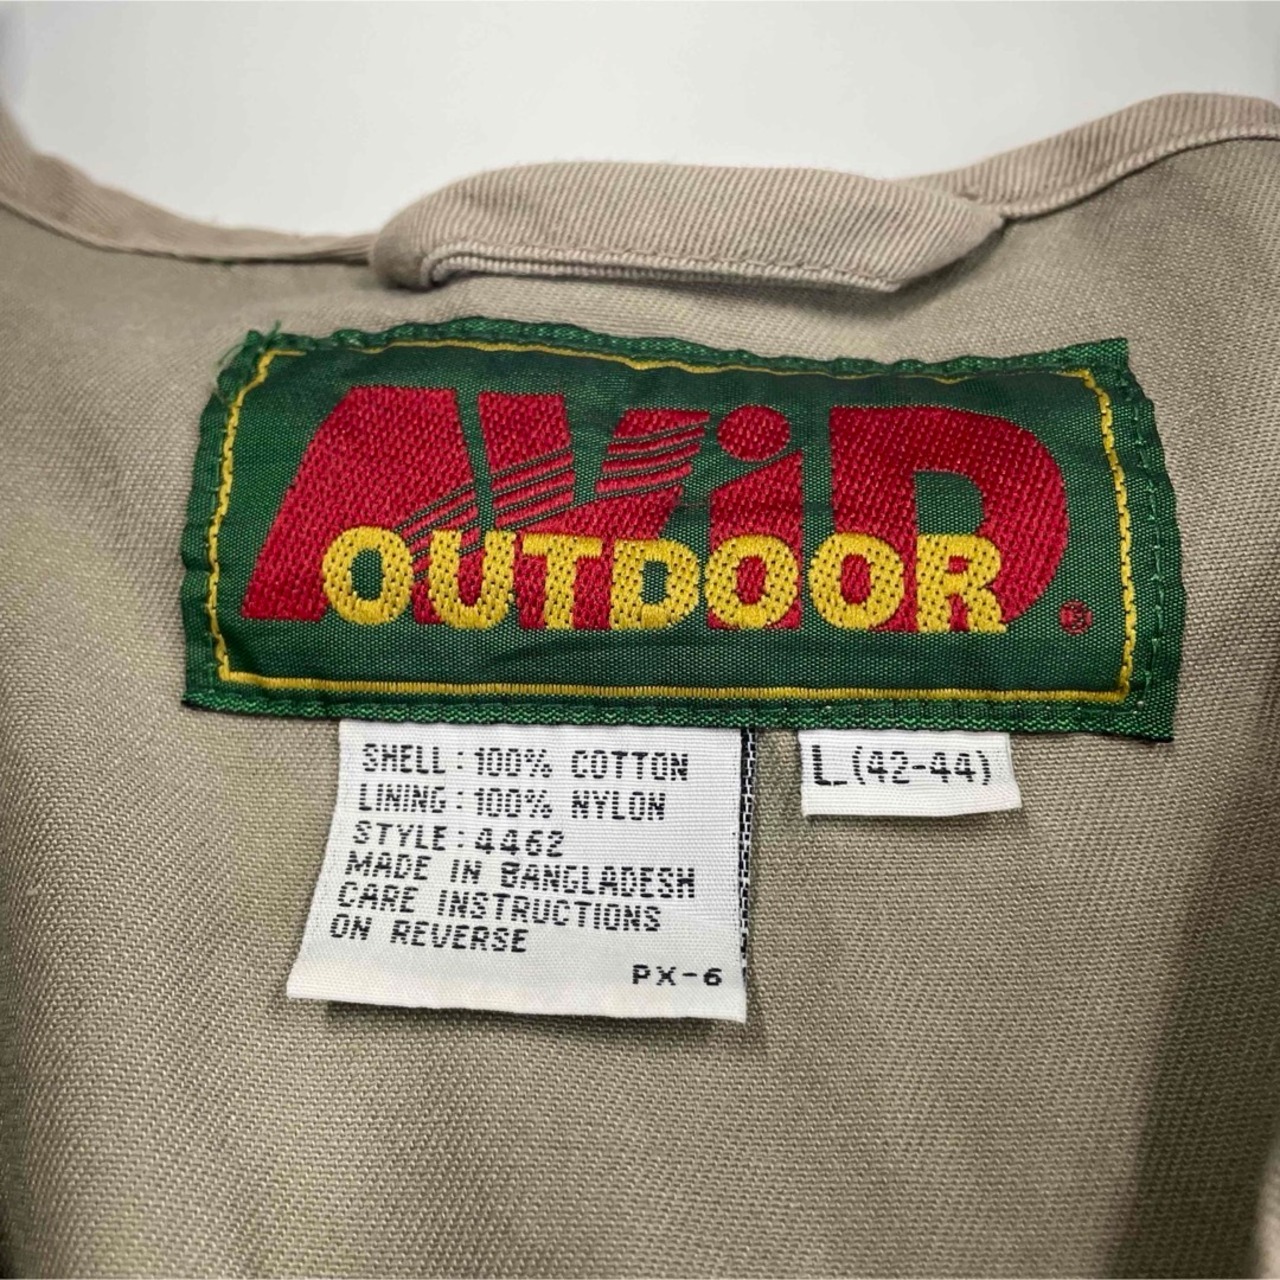 AViD
OUTDOOR ®
SHELL : 100% COTTON
LINING : 100% NYLON
STYLE : 4462
MADE IN BANGLADESH
CARE INSTRUCTIONS
ON REVERSE
PX-6
L (42-44)